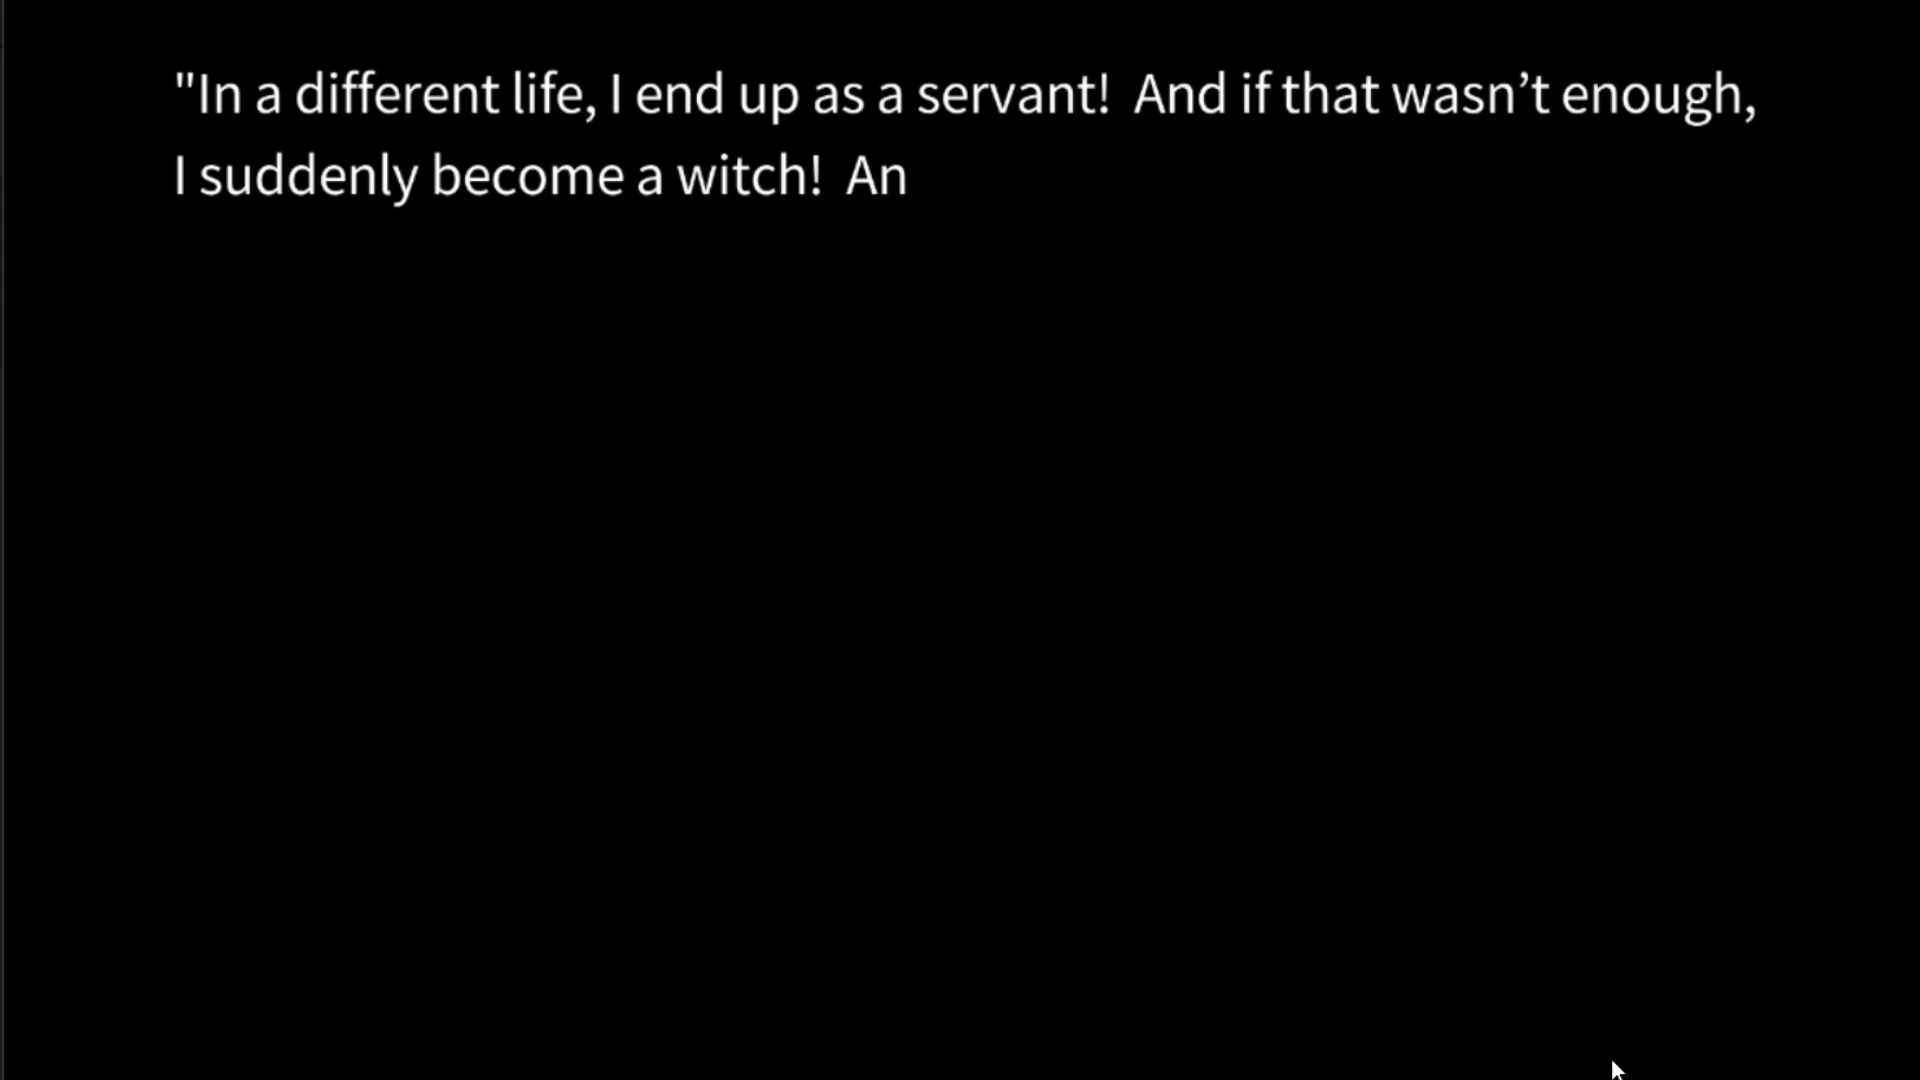 "In a different life, I end up as a servant!  And if that wasn’t enough,
I suddenly become a witch!  An